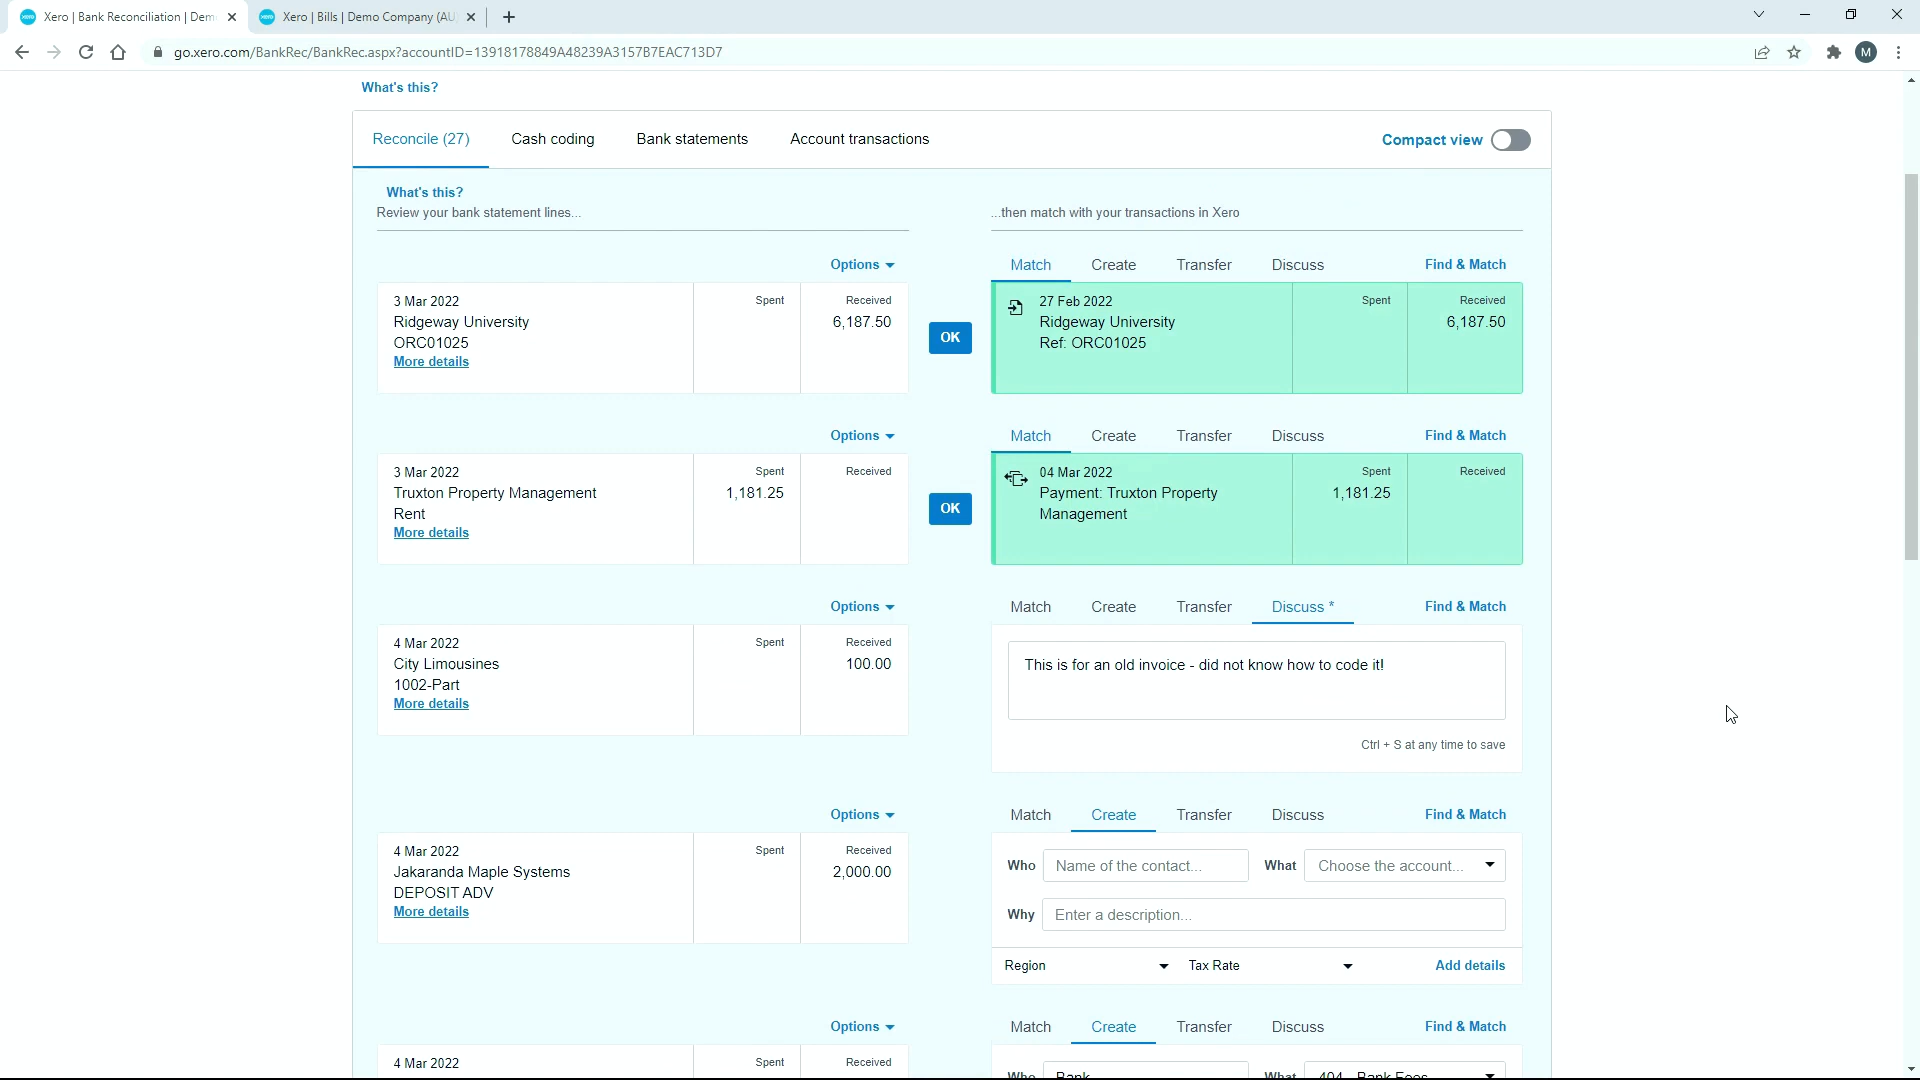 Xero | Bank Reconciliation | Dem
Xero | Bills | Demo Company (AU
go.xero.com/BankRec/BankRec.aspx?accountID=13918178849A48239A3157B7EAC713D7
M
What's this?
Reconcile (27)
Cash coding
Bank statements
Account transactions
Compact view
What's this?
Review your bank statement lines...
...then match with your transactions in Xero
Options
Match Create Transfer Discuss Find & Match
3 Mar 2022
Ridgeway University
ORC01025
More details
Spent
Received
6,187.50
OK
27 Feb 2022
Ridgeway University
Ref: ORC01025
Spent
Received
6,187.50
Options
Match Create Transfer Discuss Find & Match
3 Mar 2022
Truxton Property Management
Rent
More details
Spent
1,181.25
Received
OK
04 Mar 2022
Payment: Truxton Property
Management
Spent
1,181.25
Received
Options
Match Create Transfer Discuss * Find & Match
4 Mar 2022
City Limousines
1002-Part
More details
Spent
Received
100.00
This is for an old invoice - did not know how to code it!
Ctrl + S at any time to save
Options
Match Create Transfer Discuss Find & Match
4 Mar 2022
Jakaranda Maple Systems
DEPOSIT ADV
More details
Spent
Received
2,000.00
Who Name of the contact... What Choose the account...
Why Enter a description...
Region Tax Rate Add details
Options
Match Create Transfer Discuss Find & Match
4 Mar 2022
Spent
Received
Who Bank What 404 - Bank Fees